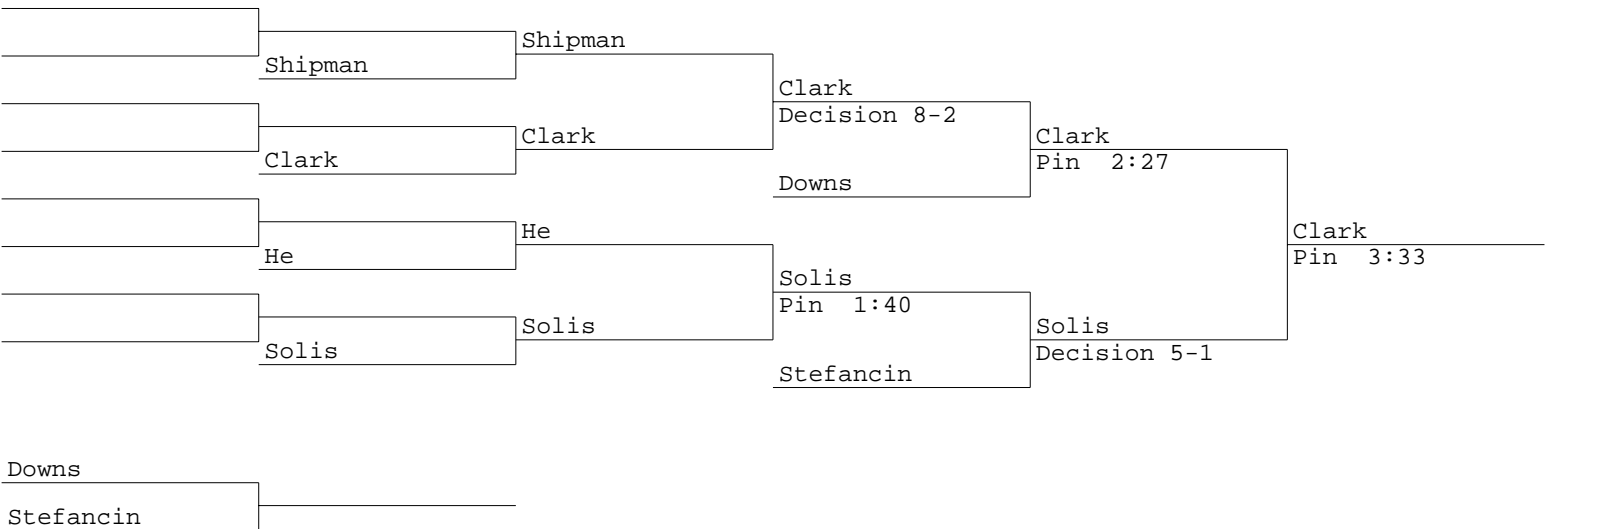 Shipman
Shipman
Clark
Decision 8-2
Clark
Clark
Clark
Pin 2:27
Downs
He
Clark
He
Pin 3:33
Solis
Pin 1:40
Solis
Solis
Solis
Decision 5-1
Stefancin
Downs
Stefancin